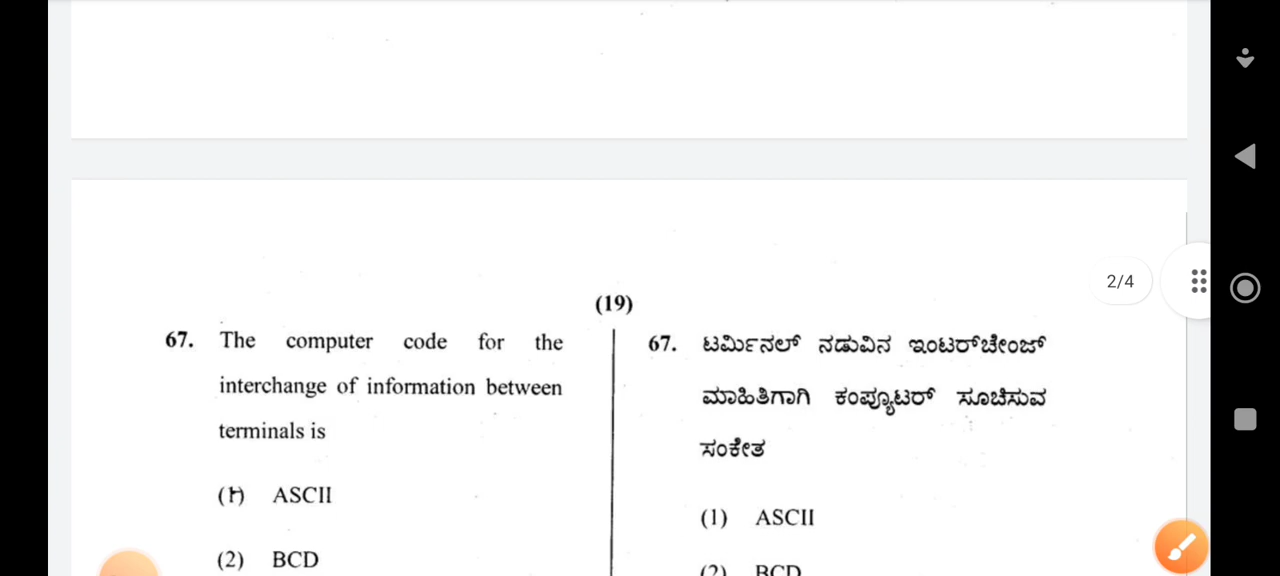 2/4
(19)
67. The computer code for the
interchange of information between
terminals is
(1) ASCII
(2) BCD
67. ಟರ್ಮಿನಲ್ ನಡುವಿನ ಇಂಟರ್‌ಚೇಂಜ್
ಮಾಹಿತಿಗಾಗಿ ಕಂಪ್ಯೂಟರ್ ಸೂಚಿಸುವ
ಸಂಕೇತ
(1) ASCII
(2) BCD